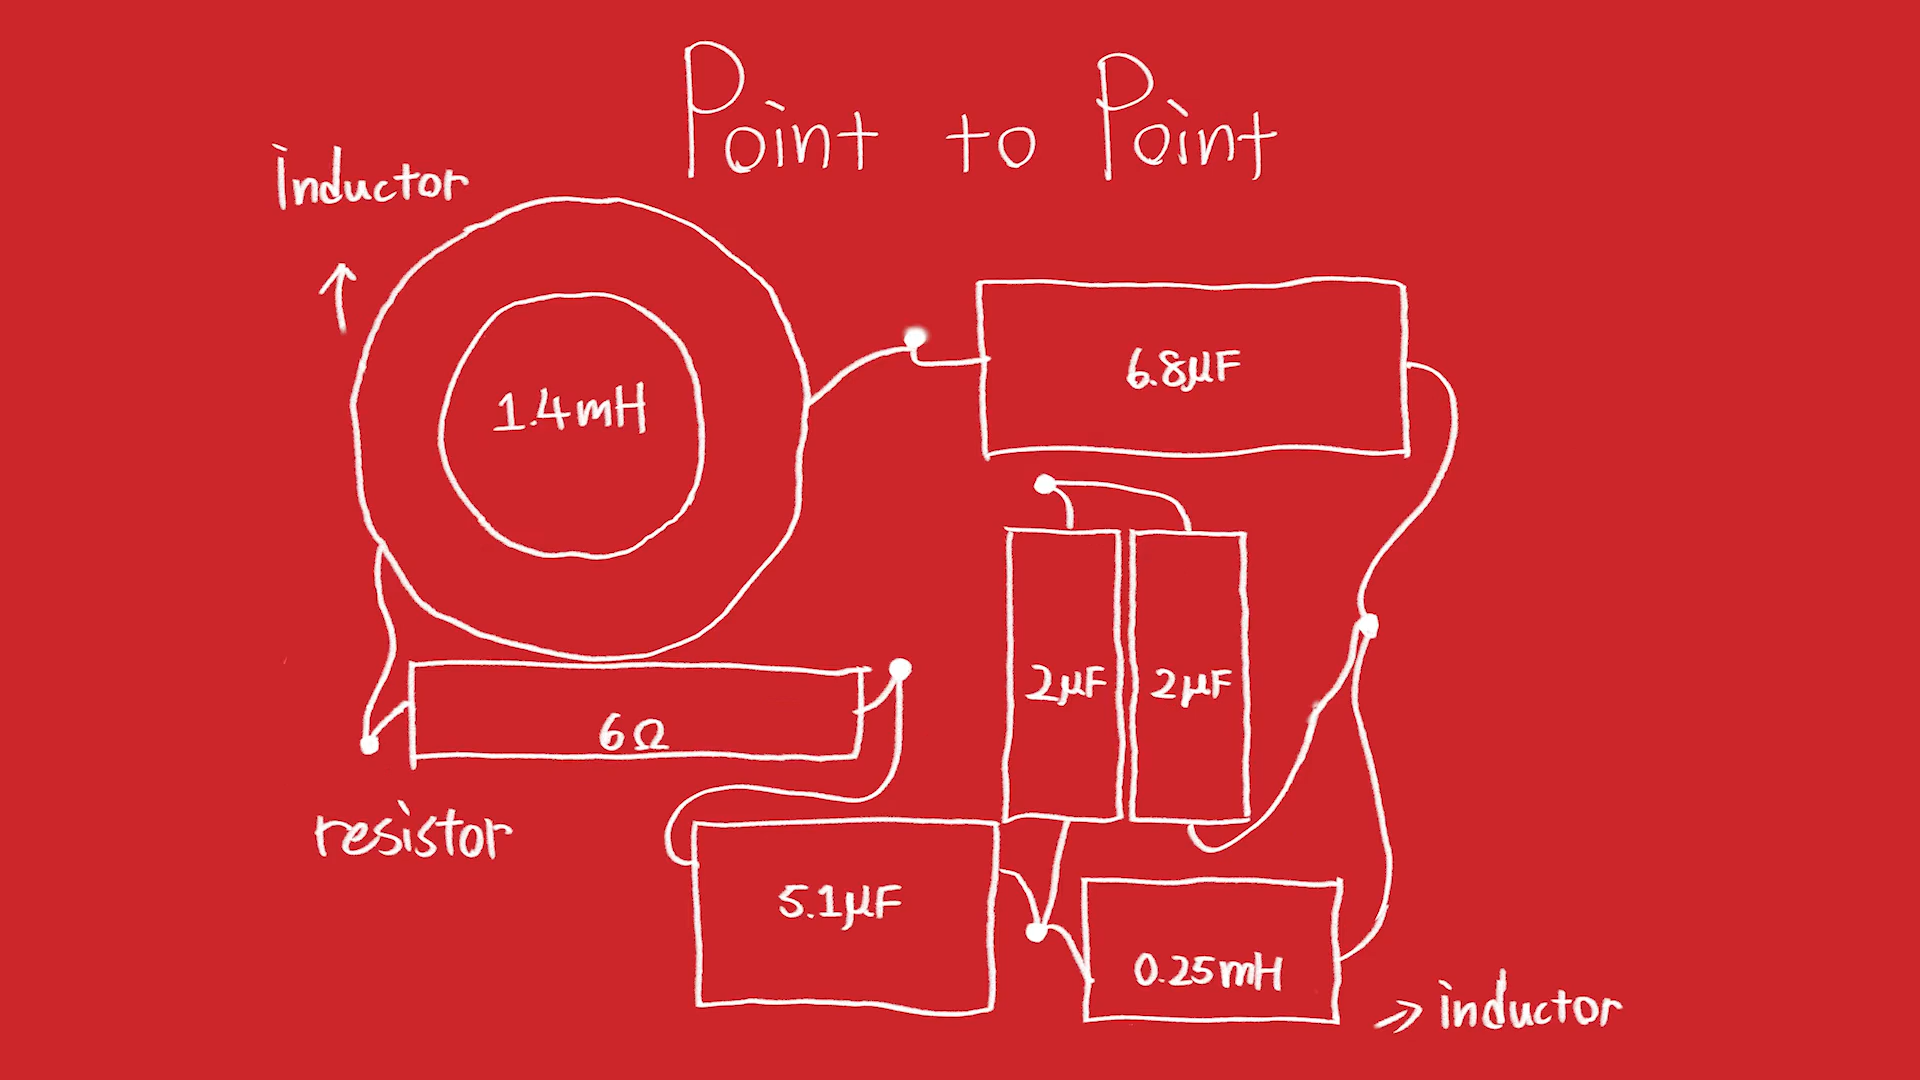 Point to Point
inductor
↑
1.4mH
6.8μF
2μF
2μF
6Ω
resistor
5.1μF
0.25mH
→ inductor